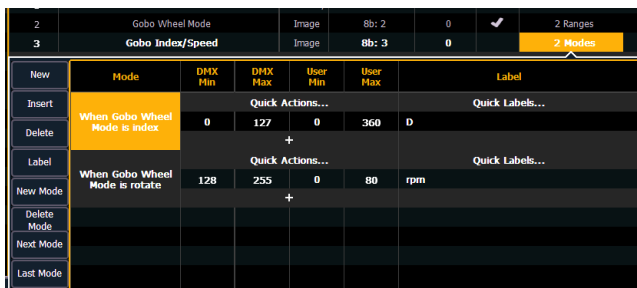 2 Gobo Wheel Mode Image 8b: 2 0 2 Ranges
3 Gobo Index/Speed Image 8b: 3 0 2 Modes
New
Insert
Delete
Label
New Mode
Delete
Mode
Next Mode
Last Mode
Mode DMX Min DMX Max User Min User Max Label
Quick Actions... Quick Labels...
When Gobo Wheel
Mode is index
0 127 0 360 D
+
Quick Actions... Quick Labels...
When Gobo Wheel
Mode is rotate
128 255 0 80 rpm
+